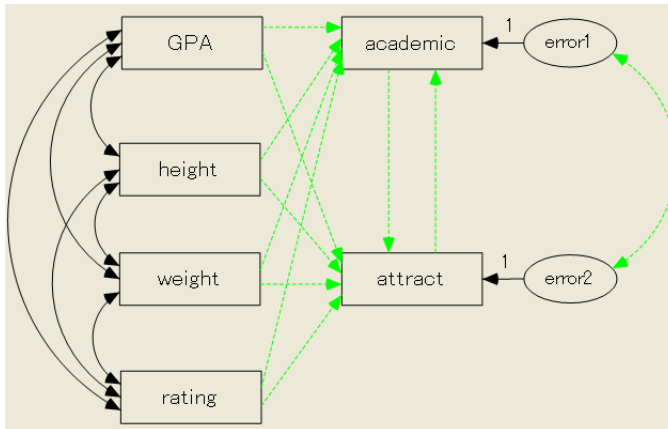 GPA
academic
1
error1
height
weight
attract
1
error2
rating